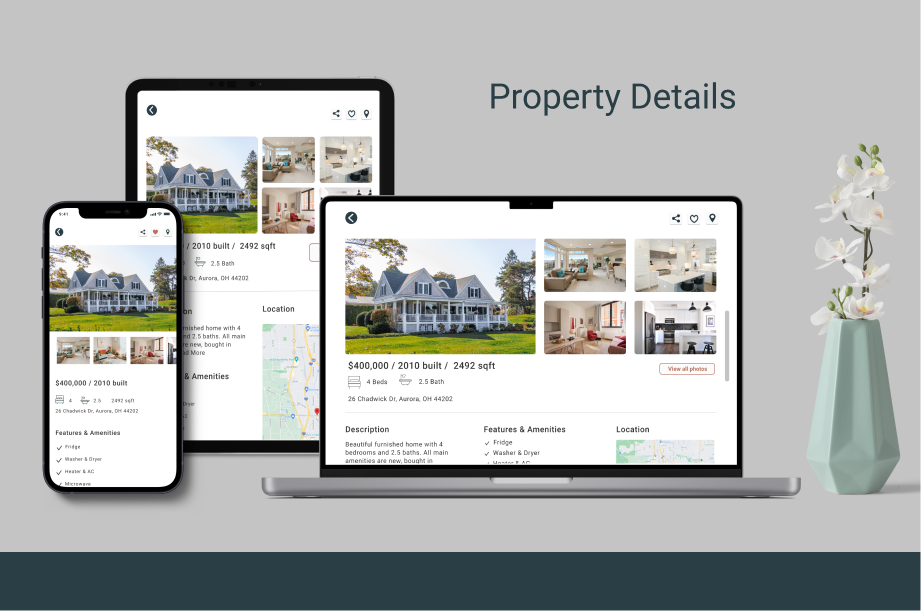 Property Details
/ 2010 built / 2492 sqft
2.5 Bath
Dr, Aurora, OH 44202
Location
rnished home with 4
nd 2.5 baths. All main
re new, bought in
d More
& Amenities
Dryer
AC
9:41
$400,000 / 2010 built
4 2.5 2492 sqft
26 Chadwick Dr, Aurora, OH 44202
Features & Amenities
Fridge
Washer & Dryer
Heater & AC
Microwave
$400,000 / 2010 built / 2492 sqft
View all photos
4 Beds 2.5 Bath
26 Chadwick Dr, Aurora, OH 44202
Description
Beautiful furnished home with 4
bedrooms and 2.5 baths. All main
amenities are new, bought in
Features & Amenities
Fridge
Washer & Dryer
Heater & AC
Location